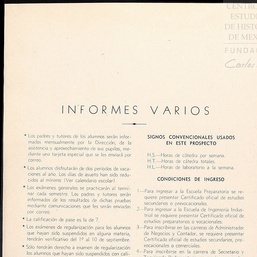 CENTRO
ESTUD
DE HISTO
DE MEX
FUNDA
Carlos
INFORMES VARIOS
Los padres y tutores de los alumnos serán infor-
mados mensualmente por la Dirección, de la
asistencia y aprovechamiento de sus pupilos, me-
diante una tarjeta especial que se les enviará por
correo.
Los alumnos disfrutarán de dos períodos de vaca-
ciones al año. Los días de asueto han sido redu-
cidos al mínimo. (Ver calendario escolar)
Los exámenes generales se practicarán al termi-
nar cada semestre. Los padres y tutores serán
informados de los resultados de dichas pruebas
mediante comunicaciones que les serán enviadas
por correo.
La calificación de pase es la de 7.
Los exámenes de regularización para los alumnos
que hayan sido suspendidos en alguna materia,
tendrán verificativo del 1º al 10 de septiembre.
Sólo tendrán derecho a examen de regularización
los alumnos que hayan sido suspendidos con cali-
SIGNOS CONVENCIONALES USADOS
EN ESTE PROSPECTO
H.S.—Horas de cátedra por semana.
H.T.—Horas de cátedra totales.
H.L.—Horas de laboratorio a la semana.
CONDICIONES DE INGRESO
Para ingresar a la Escuela Preparatoria se re-
quiere presentar Certificado oficial de estudios
secundarios o prevocacionales.
Para ingresar a la Escuela de Ingeniería Indus-
trial se requiere presentar Certificado oficial de
estudios preparatorios o vocacionales.
Para inscribirse en las carreras de Administrador
de Negocios y Contador, se requiere presentar
Certificado oficial de estudios secundarios, pre-
vocacionales o comerciales.
Para inscribirse en la carrera de Secretario y